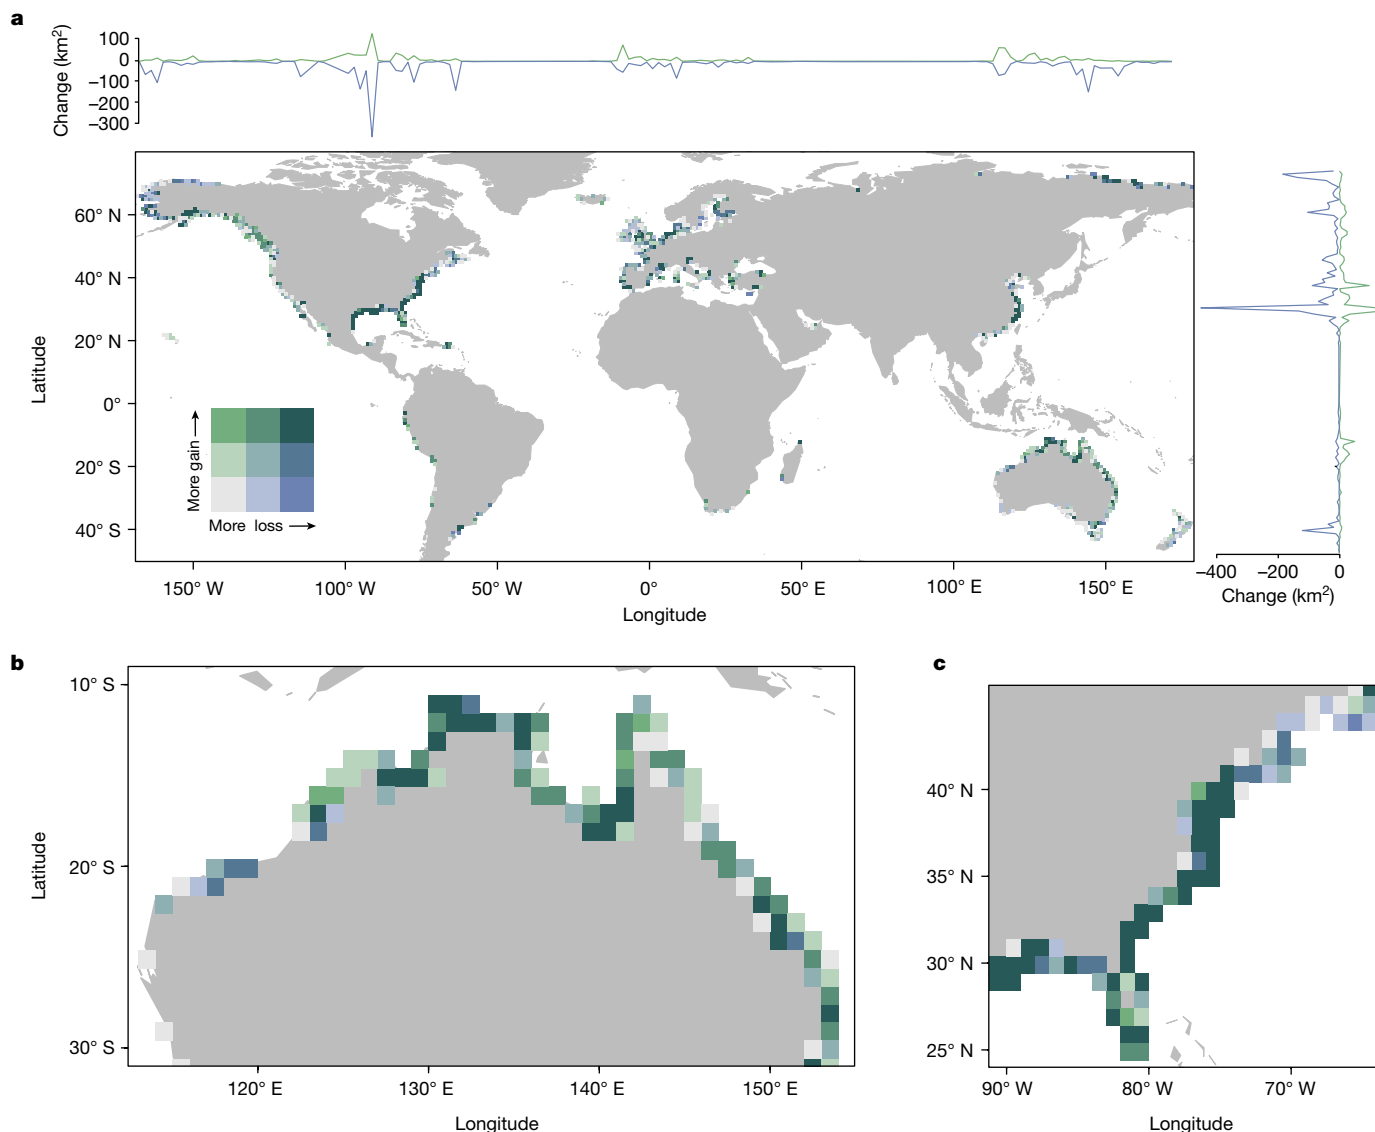 a
Change (km²)
100
0
−100
−200
−300
Latitude
60° N
40° N
20° N
0°
20° S
40° S
More gain
More loss
150° W
100° W
50° W
0°
50° E
100° E
150° E
Longitude
−400
−200
0
Change (km²)
b
Latitude
10° S
20° S
30° S
120° E
130° E
140° E
150° E
Longitude
c
40° N
35° N
30° N
25° N
90° W
80° W
70° W
Longitude